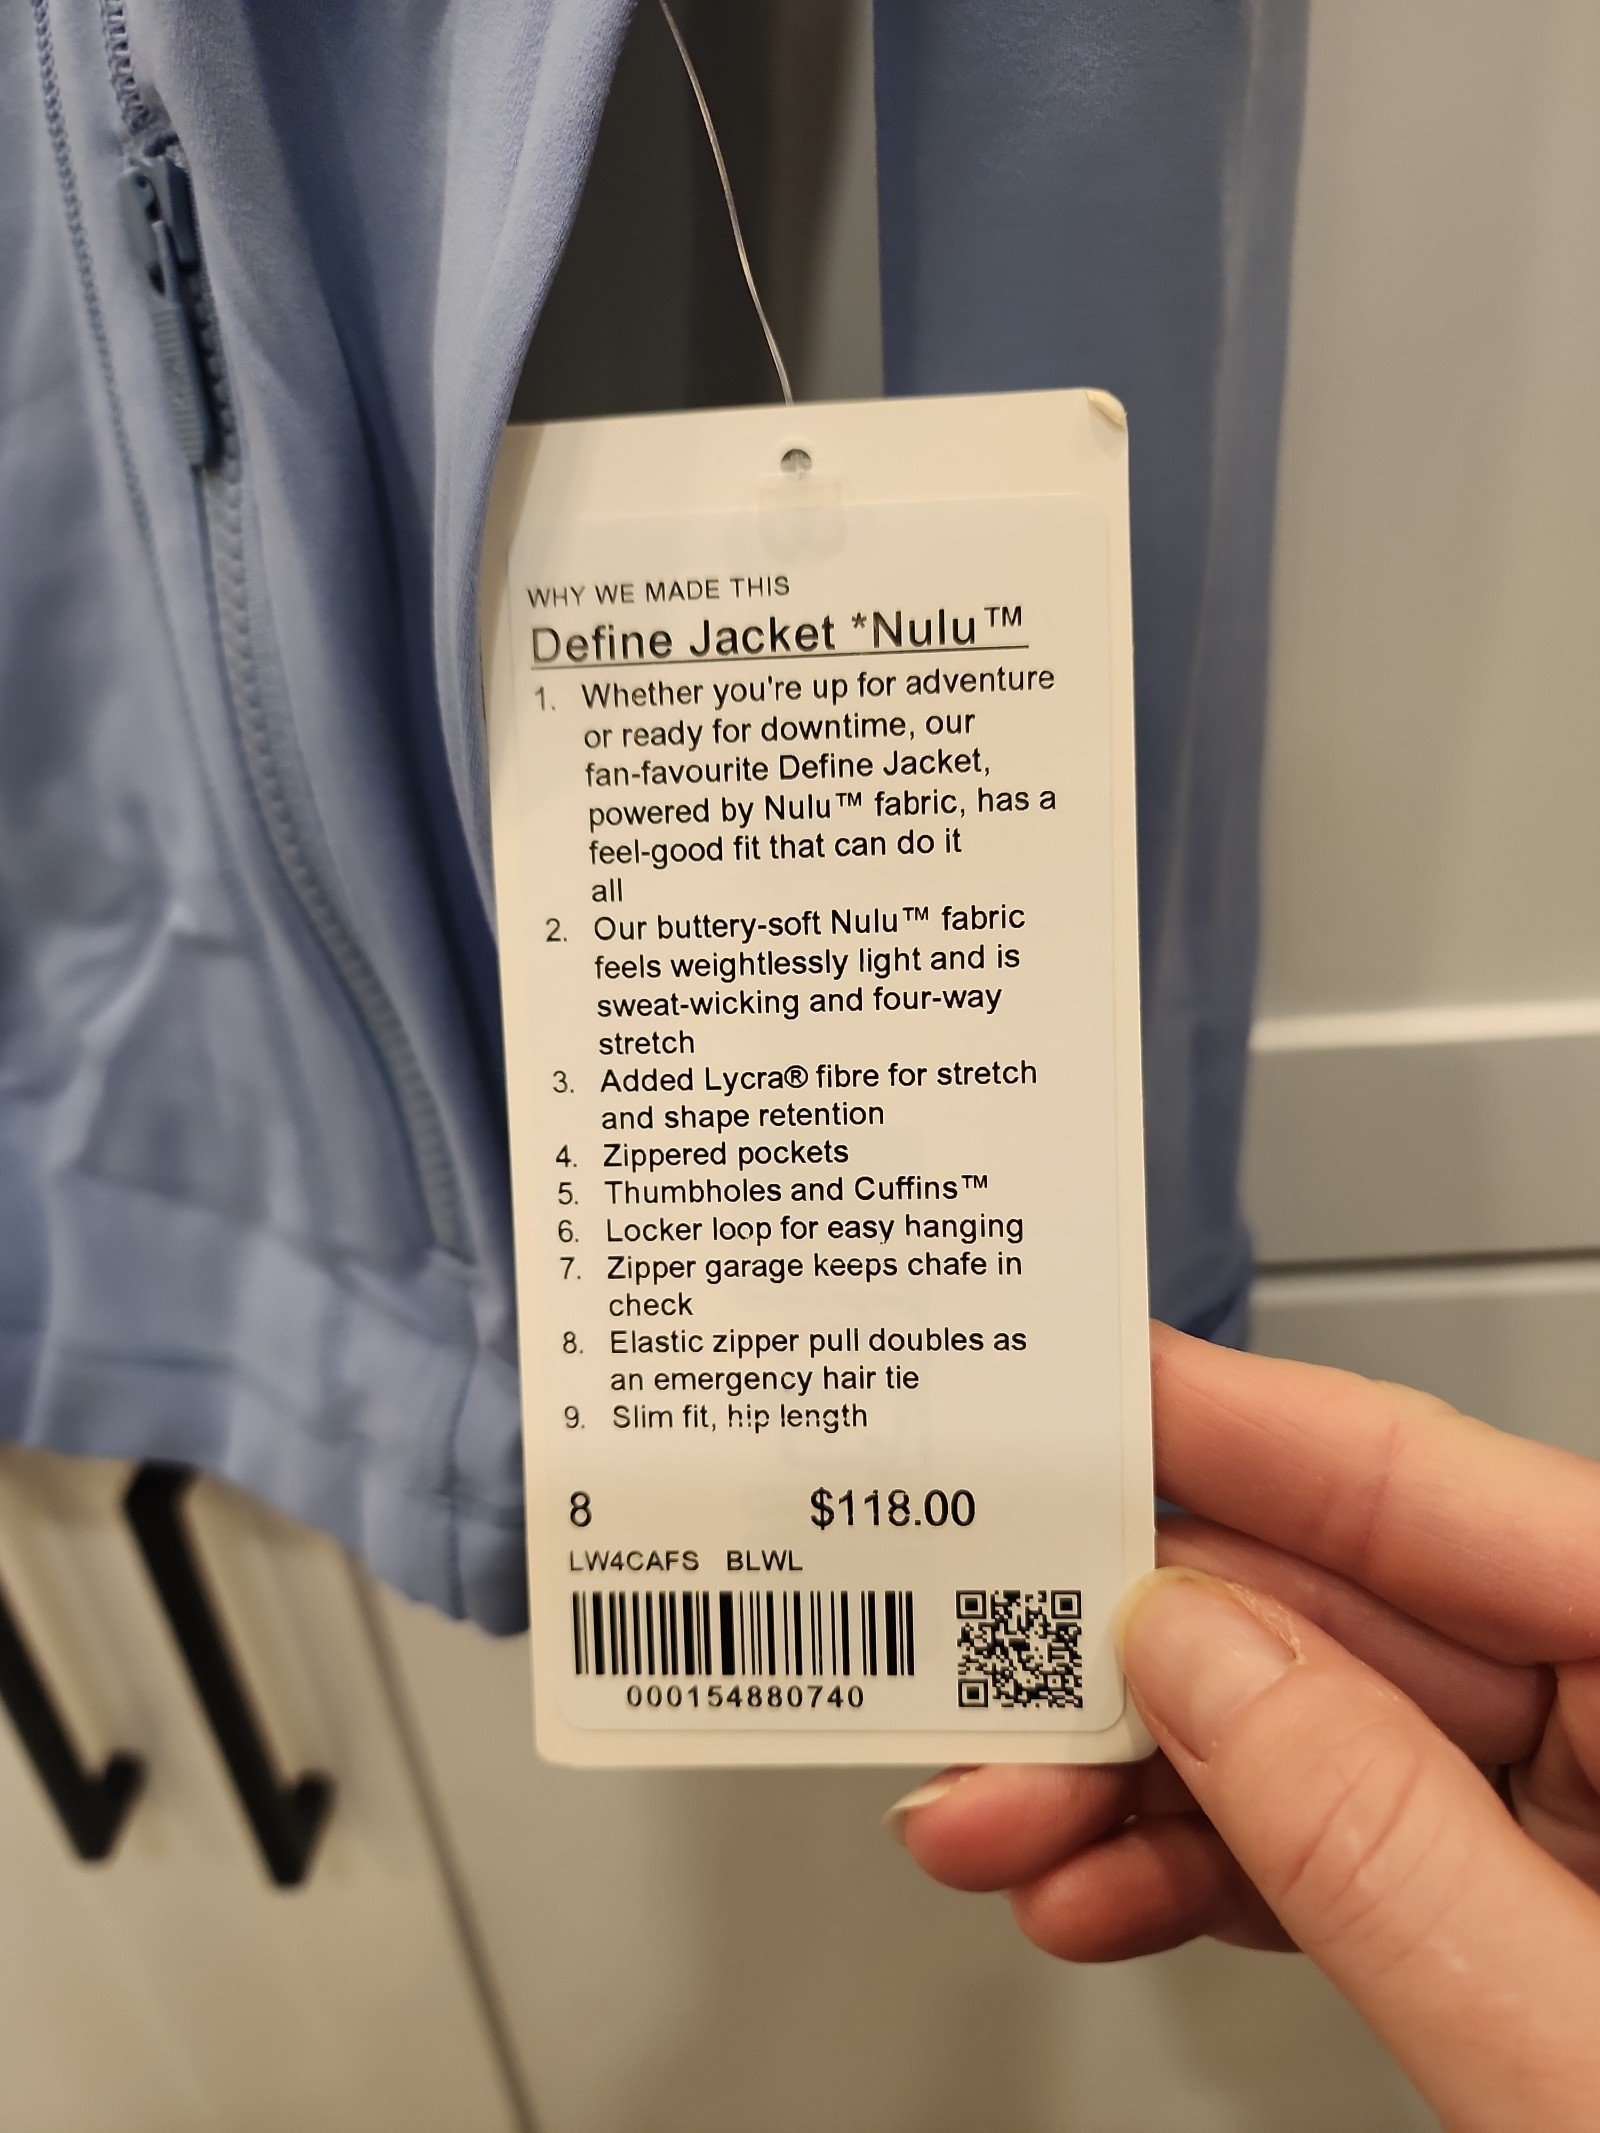 WHY WE MADE THIS
Define Jacket *Nulu™
1. Whether you're up for adventure
or ready for downtime, our
fan-favourite Define Jacket,
powered by Nulu™ fabric, has a
feel-good fit that can do it
all
2. Our buttery-soft Nulu™ fabric
feels weightlessly light and is
sweat-wicking and four-way
stretch
3. Added Lycra® fibre for stretch
and shape retention
4. Zippered pockets
5. Thumbholes and Cuffins™
6. Locker loop for easy hanging
7. Zipper garage keeps chafe in
check
8. Elastic zipper pull doubles as
an emergency hair tie
9. Slim fit, hip length
8 $118.00
LW4CAFS BLWL
000154880740